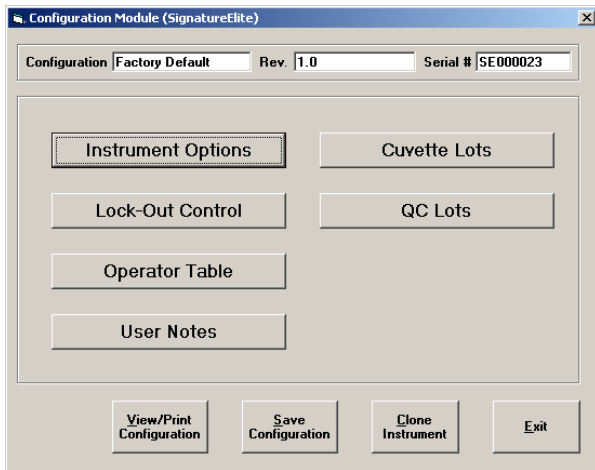 Configuration Module (SignatureElite)
Configuration Factory Default Rev. 1.0 Serial # SE000023
Instrument Options Cuvette Lots
Lock-Out Control QC Lots
Operator Table
User Notes
View/Print Configuration
Save Configuration
Clone Instrument
Exit